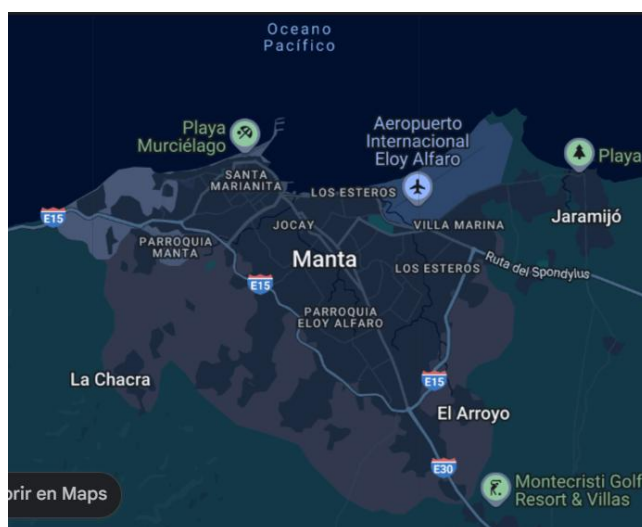 Oceano
Pacífico
Playa
Murciélago
Aeropuerto
Internacional
Eloy Alfaro
Playa
SANTA
MARIANITA
LOS ESTEROS
E15
JOCAY
VILLA MARINA
Jaramijó
PARROQUIA
MANTA
Manta
LOS ESTEROS
Ruta del Spondylus
E15
PARROQUIA
ELOY ALFARO
La Chacra
E15
El Arroyo
E30
Montecristi Golf
Resort & Villas
rir en Maps